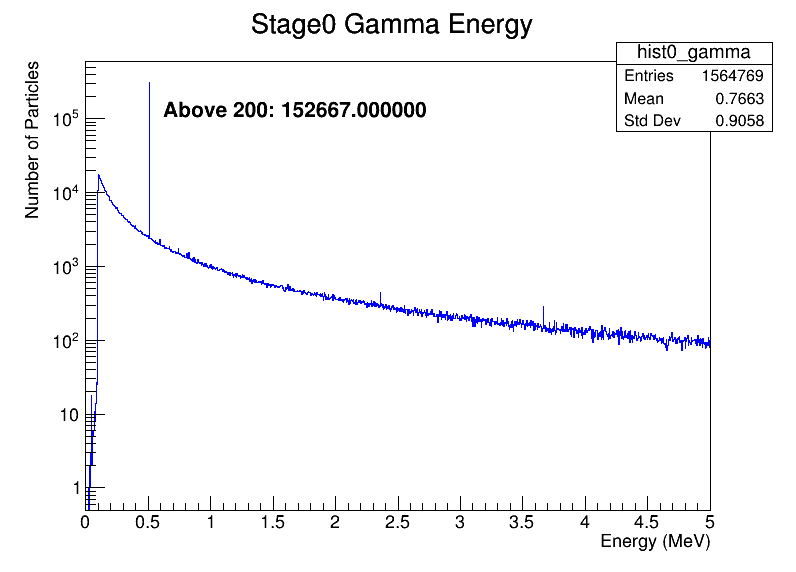 Stage0 Gamma Energy
hist0_gamma
Entries 1564769
Mean 0.7663
Std Dev 0.9058
Above 200: 152667.000000
Number of Particles
10^5
10^4
10^3
10^2
10
1
0 0.5 1 1.5 2 2.5 3 3.5 4 4.5 5
Energy (MeV)